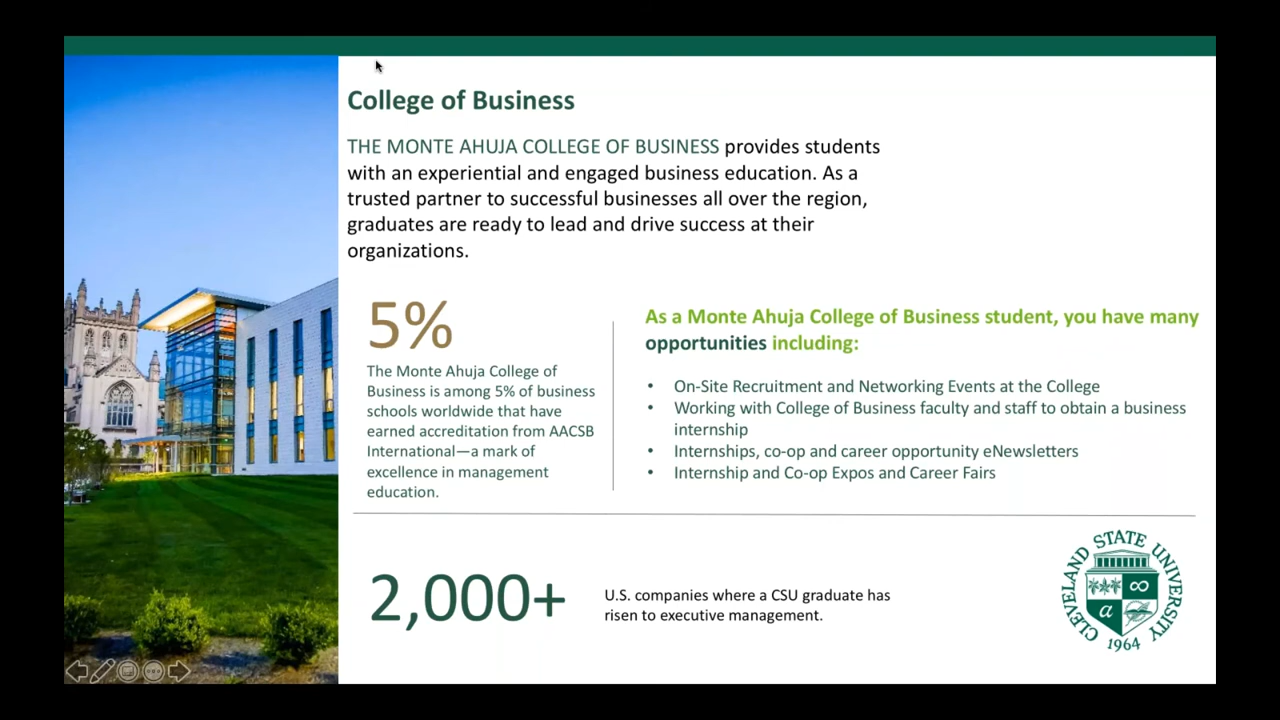 College of Business
THE MONTE AHUJA COLLEGE OF BUSINESS provides students
with an experiential and engaged business education. As a
trusted partner to successful businesses all over the region,
graduates are ready to lead and drive success at their
organizations.
5%
The Monte Ahuja College of
Business is among 5% of business
schools worldwide that have
earned accreditation from AACSB
International—a mark of
excellence in management
education.
As a Monte Ahuja College of Business student, you have many
opportunities including:
• On-Site Recruitment and Networking Events at the College
• Working with College of Business faculty and staff to obtain a business
internship
• Internships, co-op and career opportunity eNewsletters
• Internship and Co-op Expos and Career Fairs
2,000+
U.S. companies where a CSU graduate has
risen to executive management.
CLEVELAND STATE UNIVERSITY
1964